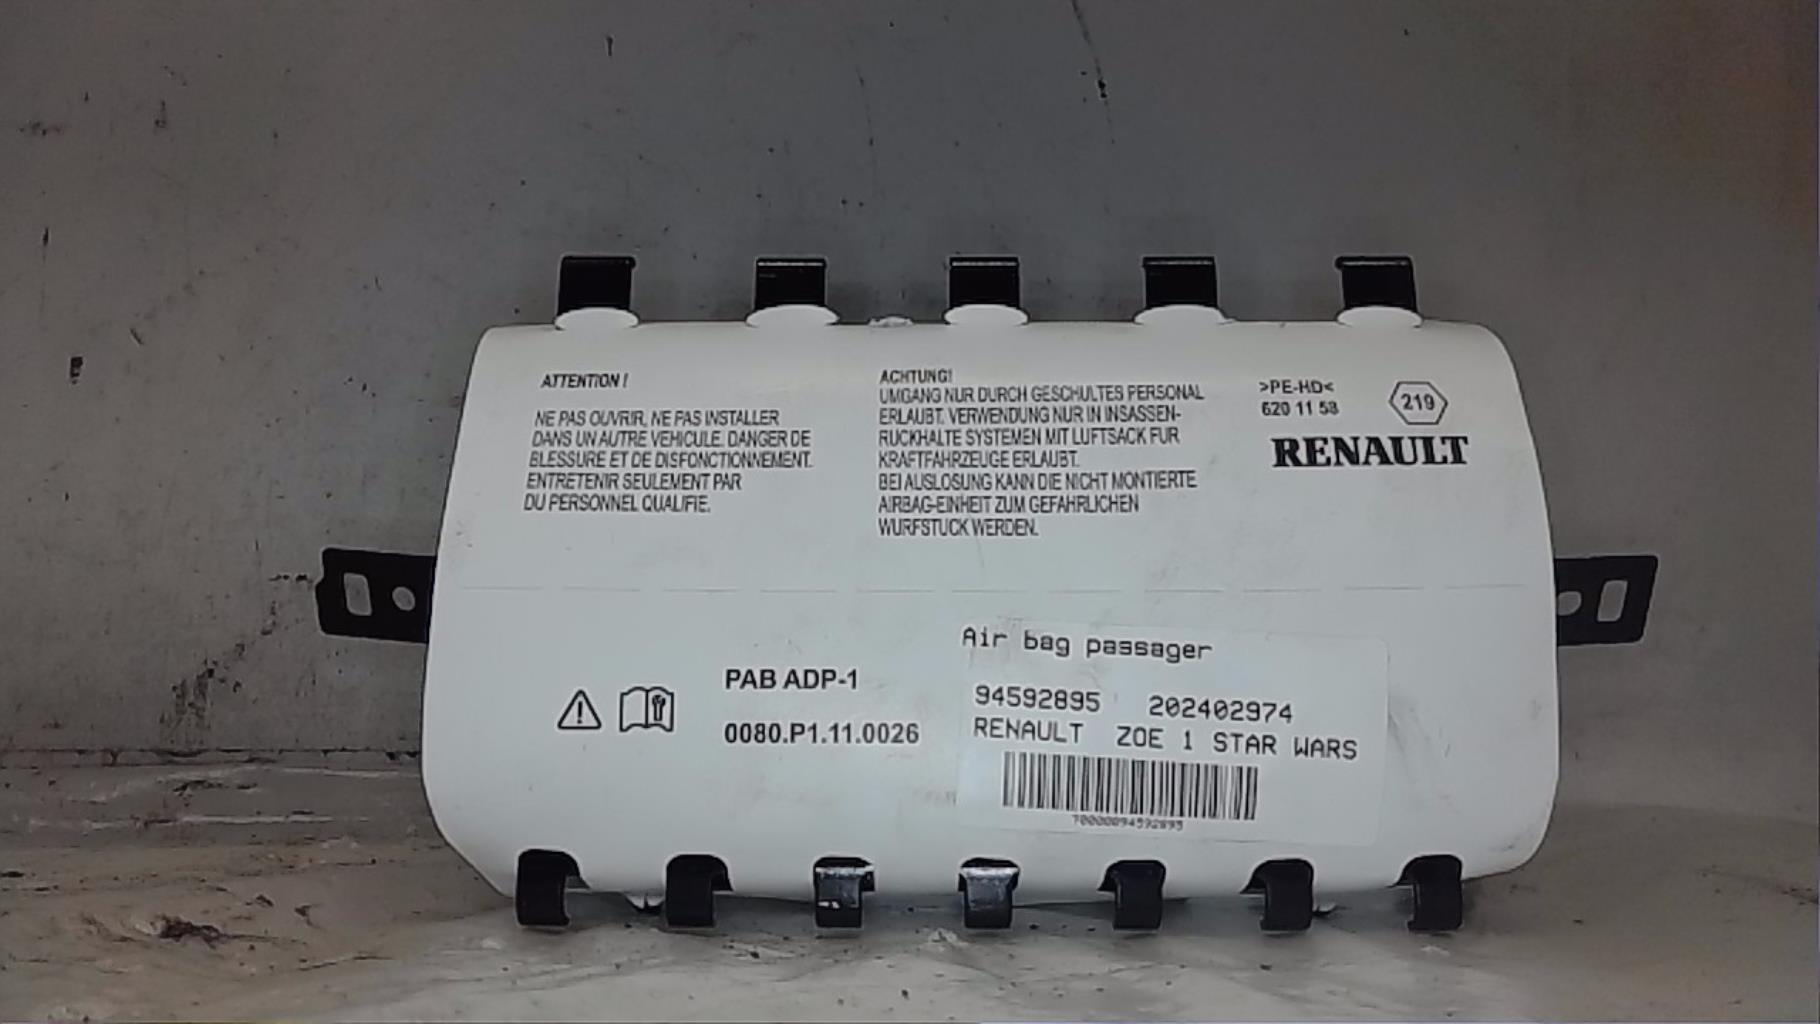 ATTENTION !
NE PAS OUVRIR, NE PAS INSTALLER
DANS UN AUTRE VEHICULE. DANGER DE
BLESSURE ET DE DISFONCTIONNEMENT.
ENTRETENIR SEULEMENT PAR
DU PERSONNEL QUALIFIE.
ACHTUNG!
UMGANG NUR DURCH GESCHULTES PERSONAL
ERLAUBT. VERWENDUNG NUR IN INSASSEN-
RUCKHALTE SYSTEMEN MIT LUFTSACK FUR
KRAFTFAHRZEUGE ERLAUBT.
BEI AUSLOSUNG KANN DIE NICHT MONTIERTE
AIRBAG-EINHEIT ZUM GEFAHRLICHEN
WURFSTUCK WERDEN.
>PE-HD<
620 11 58
219
RENAULT
PAB ADP-1
0080.P1.11.0026
Air bag passager
94592895 202402974
RENAULT ZOE 1 STAR WARS
70000094592895